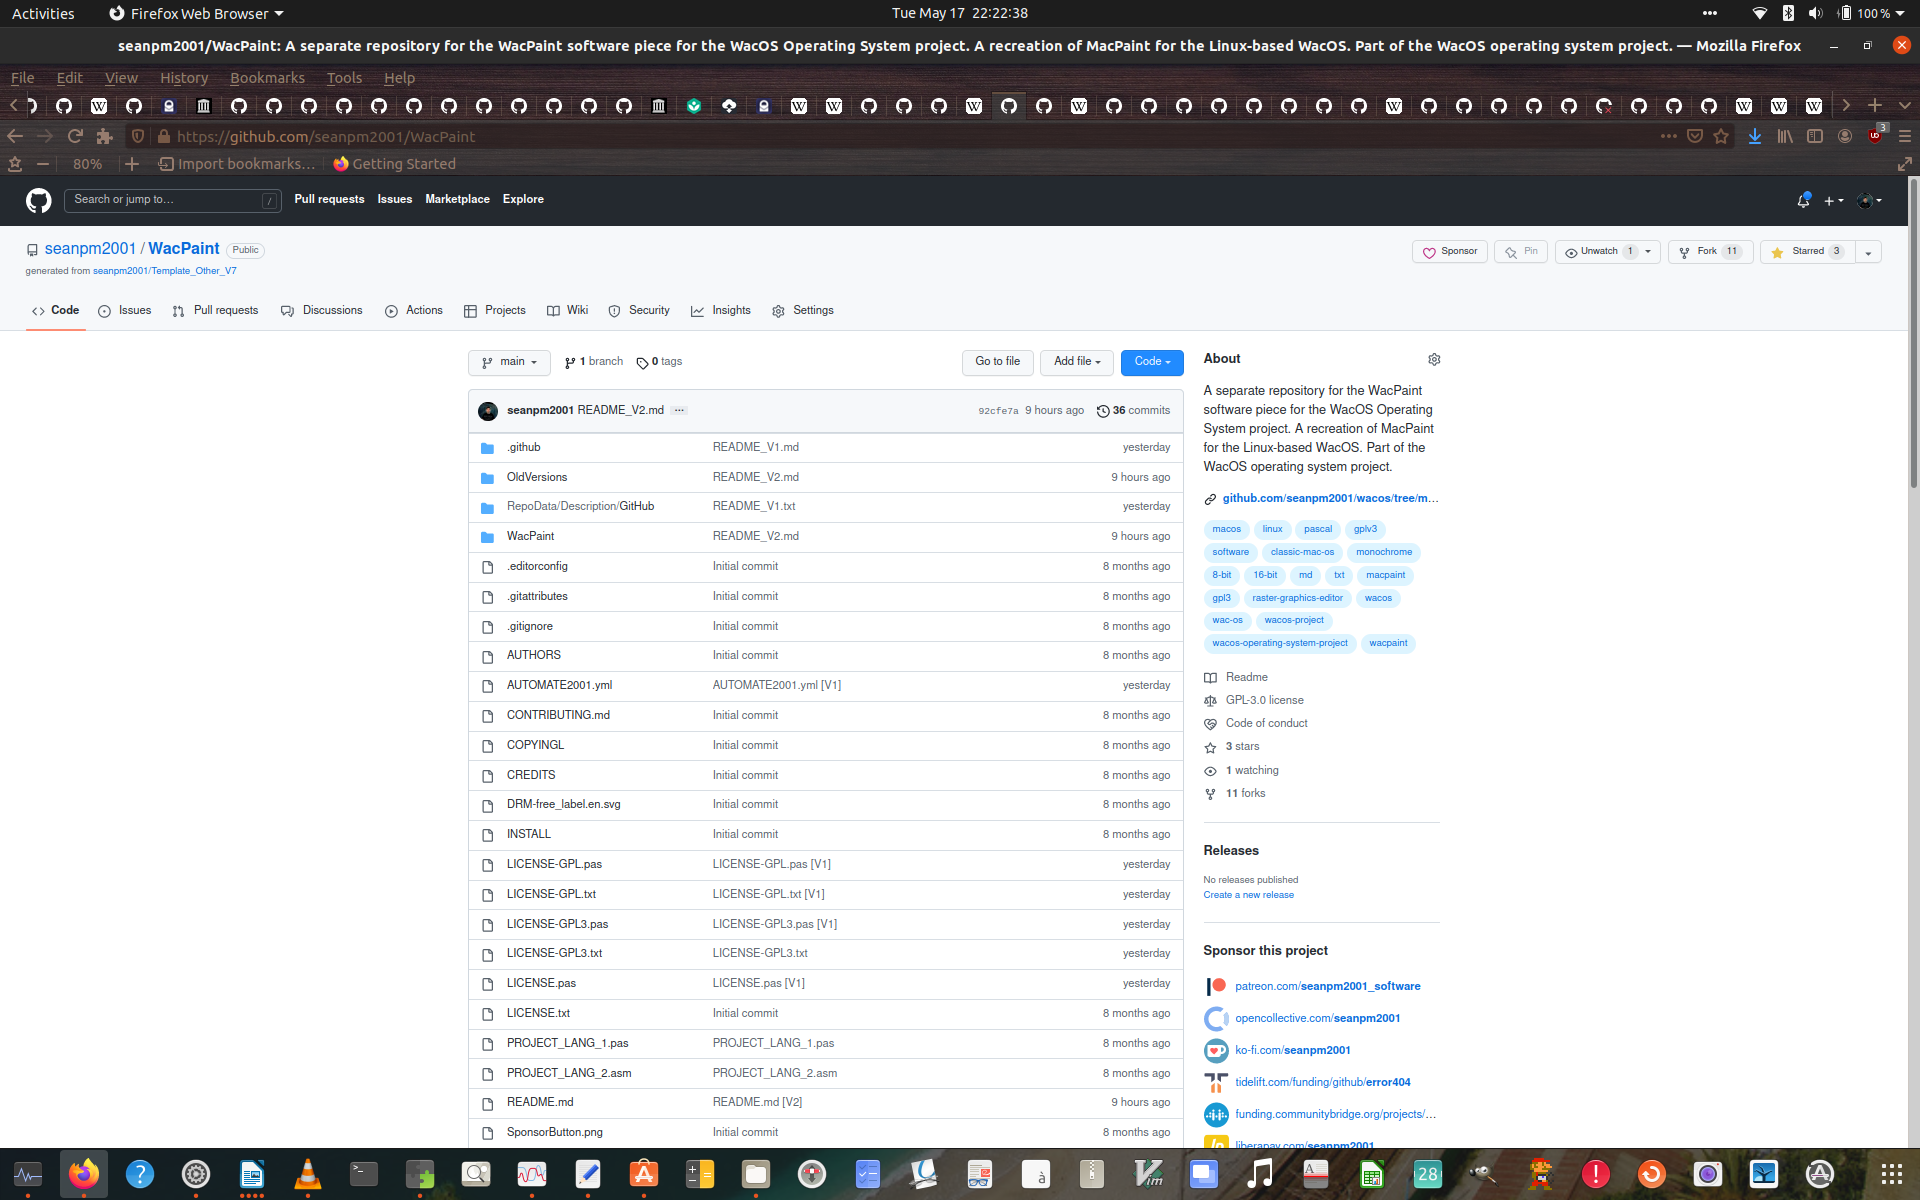 Activities
Firefox Web Browser
Tue May 17 22:22:38
100 %
seanpm2001/WacPaint: A separate repository for the WacPaint software piece for the WacOS Operating System project. A recreation of MacPaint for the Linux-based WacOS. Part of the WacOS operating system project. — Mozilla Firefox
File Edit View History Bookmarks Tools Help
https://github.com/seanpm2001/WacPaint
3
80%
Import bookmarks...
Getting Started
Search or jump to... /
Pull requests Issues Marketplace Explore
seanpm2001 / WacPaint Public
generated from seanpm2001/Template_Other_V7
Sponsor
Pin
Unwatch 1
Fork 11
Starred 3
Code Issues Pull requests Discussions Actions Projects Wiki Security Insights Settings
main
1 branch
0 tags
Go to file
Add file
Code
seanpm2001 README_V2.md ... 92cfe7a 9 hours ago 36 commits
.github README_V1.md yesterday
OldVersions README_V2.md 9 hours ago
RepoData/Description/GitHub README_V1.txt yesterday
WacPaint README_V2.md 9 hours ago
.editorconfig Initial commit 8 months ago
.gitattributes Initial commit 8 months ago
.gitignore Initial commit 8 months ago
AUTHORS Initial commit 8 months ago
AUTOMATE2001.yml AUTOMATE2001.yml [V1] yesterday
CONTRIBUTING.md Initial commit 8 months ago
COPYINGL Initial commit 8 months ago
CREDITS Initial commit 8 months ago
DRM-free_label.en.svg Initial commit 8 months ago
INSTALL Initial commit 8 months ago
LICENSE-GPL.pas LICENSE-GPL.pas [V1] yesterday
LICENSE-GPL.txt LICENSE-GPL.txt [V1] yesterday
LICENSE-GPL3.pas LICENSE-GPL3.pas [V1] yesterday
LICENSE-GPL3.txt LICENSE-GPL3.txt yesterday
LICENSE.pas LICENSE.pas [V1] yesterday
LICENSE.txt Initial commit 8 months ago
PROJECT_LANG_1.pas PROJECT_LANG_1.pas 8 months ago
PROJECT_LANG_2.asm PROJECT_LANG_2.asm 8 months ago
README.md README.md [V2] 9 hours ago
SponsorButton.png Initial commit 8 months ago
About
A separate repository for the WacPaint
software piece for the WacOS Operating
System project. A recreation of MacPaint
for the Linux-based WacOS. Part of the
WacOS operating system project.
github.com/seanpm2001/wacos/tree/m...
macos linux pascal gplv3
software classic-mac-os monochrome
8-bit 16-bit md txt macpaint
gpl3 raster-graphics-editor wacos
wac-os wacos-project
wacos-operating-system-project wacpaint
Readme
GPL-3.0 license
Code of conduct
3 stars
1 watching
11 forks
Releases
No releases published
Create a new release
Sponsor this project
patreon.com/seanpm2001_software
opencollective.com/seanpm2001
ko-fi.com/seanpm2001
tidelift.com/funding/github/error404
funding.communitybridge.org/projects/...
liberapay.com/seanpm2001
28